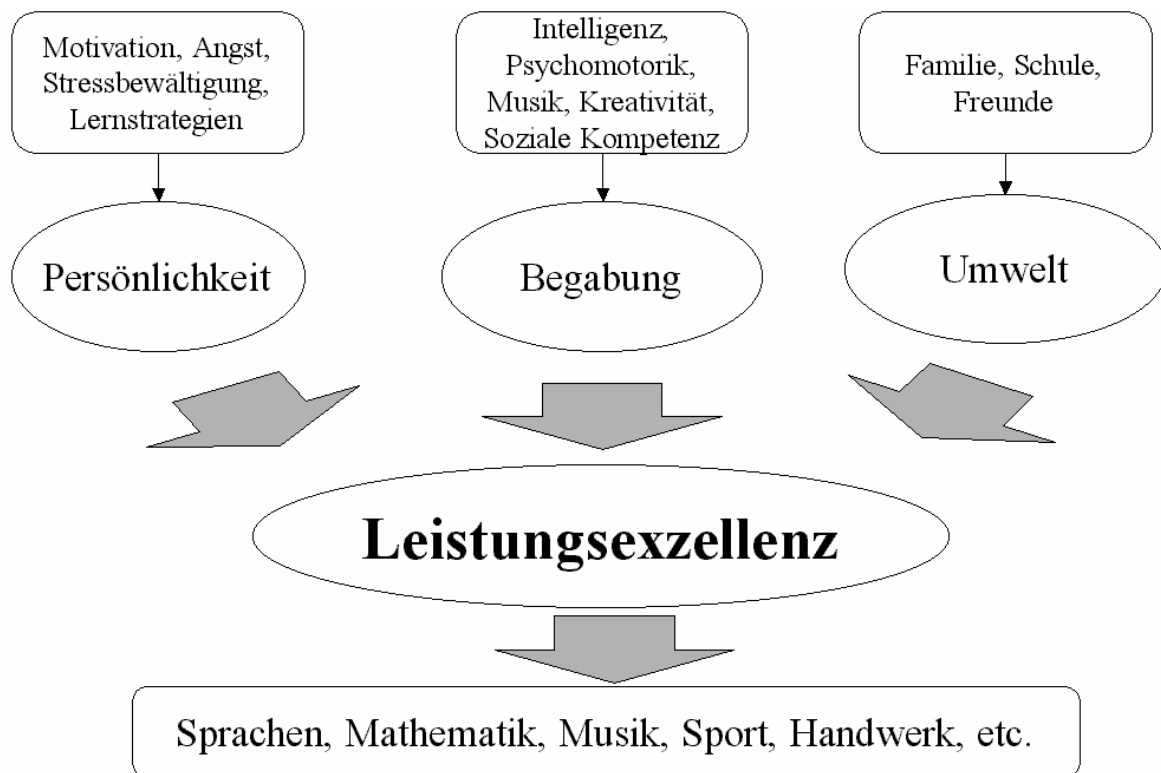 Motivation, Angst,
Stressbewältigung,
Lernstrategien
Intelligenz,
Psychomotorik,
Musik, Kreativität,
Soziale Kompetenz
Familie, Schule,
Freunde
Persönlichkeit
Begabung
Umwelt
Leistungsexzellenz
Sprachen, Mathematik, Musik, Sport, Handwerk, etc.